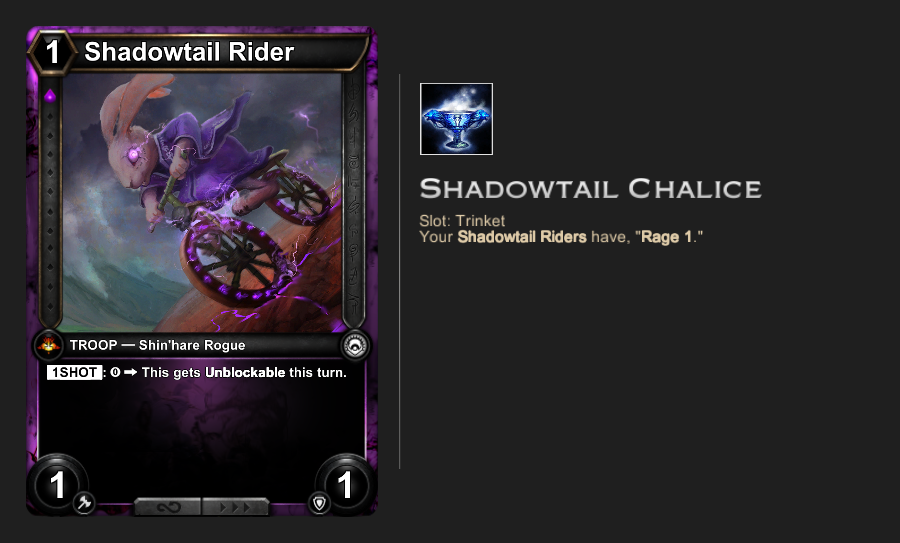 1 Shadowtail Rider
TROOP — Shin'hare Rogue
1SHOT: 0 ➡ This gets Unblockable this turn.
1 1
SHADOWTAIL CHALICE
Slot: Trinket
Your Shadowtail Riders have, "Rage 1."